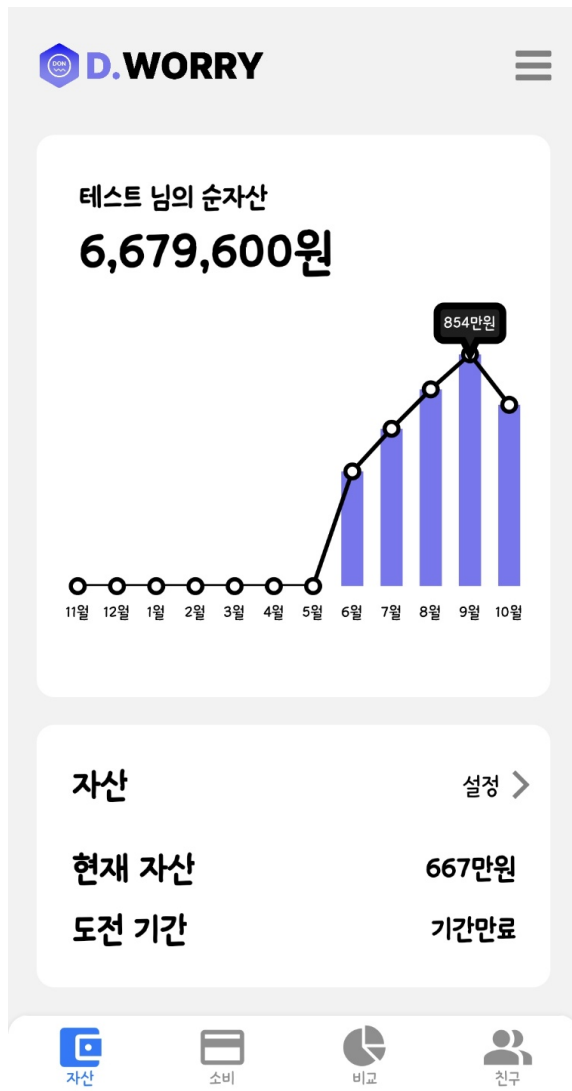 DON
D.WORRY
테스트 님의 순자산
6,679,600원
854만원
11월 12월 1월 2월 3월 4월 5월 6월 7월 8월 9월 10월
자산 설정
현재 자산 667만원
도전 기간 기간만료
자산 소비 비교 친구